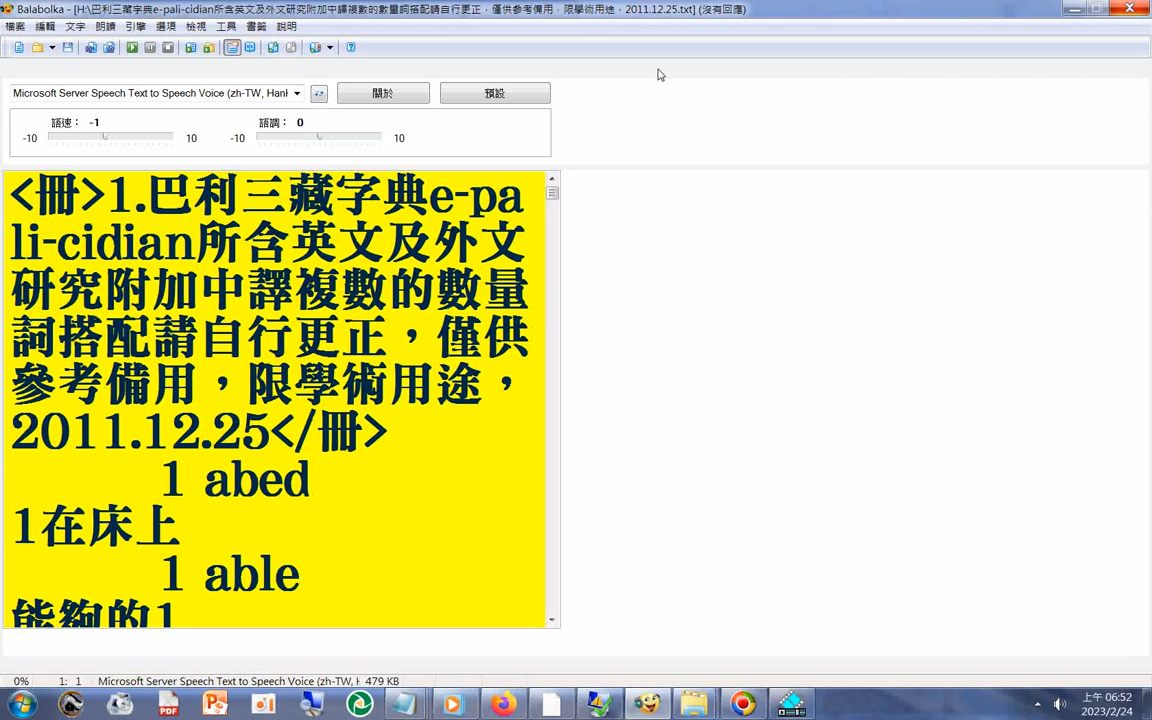 Balabolka - [H:\巴利三藏字典e-pali-cidian所含英文及外文研究附加中譯複數的數量詞搭配請自行更正，僅供參考備用，限學術用途，2011.12.25.txt] (沒有回應)
檔案 編輯 文字 朗讀 引擎 選項 檢視 工具 書籤 說明
Microsoft Server Speech Text to Speech Voice (zh-TW, Han 關於 預設
語速： -1 語調： 0
-10 10 -10 10
<冊>1.巴利三藏字典e-pa
li-cidian所含英文及外文
研究附加中譯複數的數量
詞搭配請自行更正，僅供
參考備用，限學術用途，
2011.12.25</冊>
1 abed
1在床上
1 able
能夠的1
0% 1: 1 Microsoft Server Speech Text to Speech Voice (zh-TW, 479 KB
上午 06:52
2023/2/24